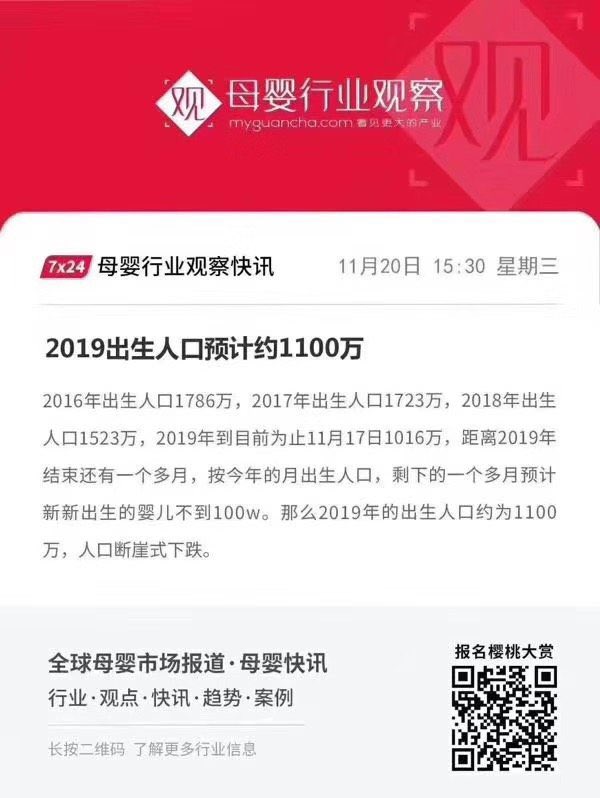 观
母婴行业观察
myguancha.com 看见更大的产业
观
7x24 母婴行业观察快讯 11月20日 15:30 星期三
2019出生人口预计约1100万
2016年出生人口1786万，2017年出生人口1723万，2018年出生
人口1523万，2019年到目前为止11月17日1016万，距离2019年
结束还有一个多月，按今年的月出生人口，剩下的一个多月预计
新新出生的婴儿不到100w。那么2019年的出生人口约为1100
万，人口断崖式下跌。
全球母婴市场报道·母婴快讯
行业·观点·快讯·趋势·案例
长按二维码 了解更多行业信息
报名樱桃大赏